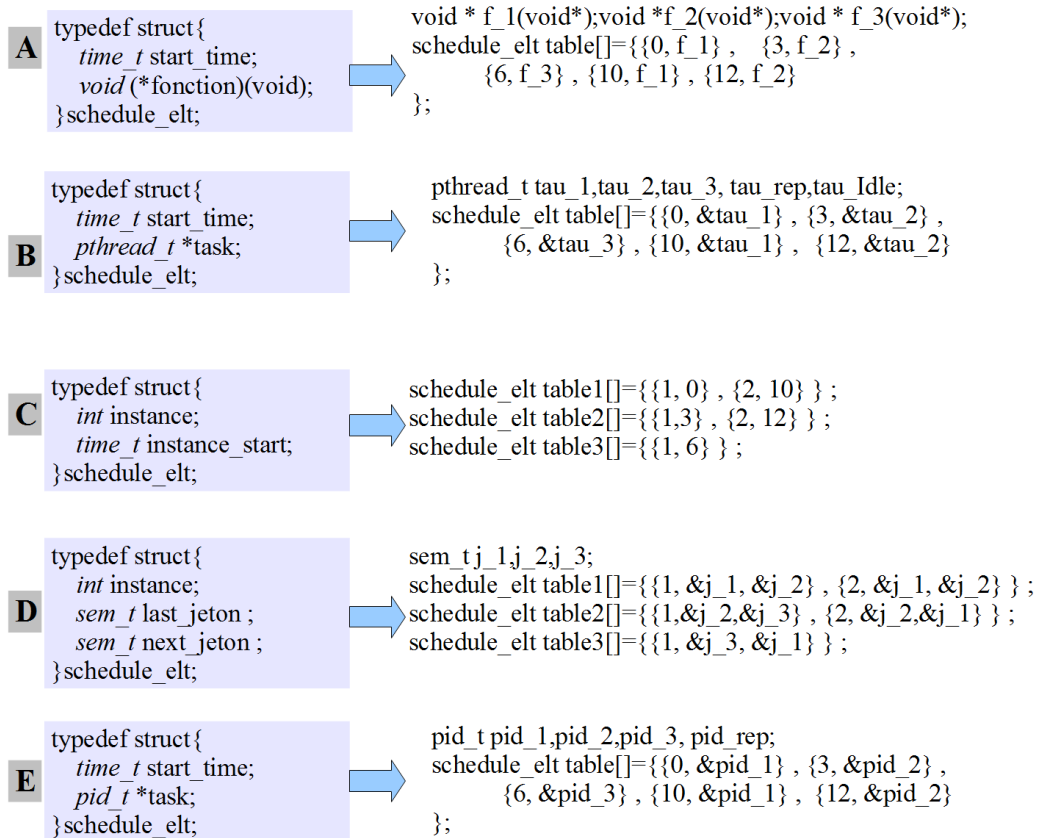 A
typedef struct{
time_t start_time;
void (*fonction)(void);
}schedule_elt;
void * f_1(void*);void *f_2(void*);void * f_3(void*);
schedule_elt table[]={{0, f_1} , {3, f_2} ,
{6, f_3} , {10, f_1} , {12, f_2}
};
B
typedef struct{
time_t start_time;
pthread_t *task;
}schedule_elt;
pthread_t tau_1,tau_2,tau_3, tau_rep,tau_Idle;
schedule_elt table[]={{0, &tau_1} , {3, &tau_2} ,
{6, &tau_3} , {10, &tau_1} , {12, &tau_2}
};
C
typedef struct{
int instance;
time_t instance_start;
}schedule_elt;
schedule_elt table1[]={{1, 0} , {2, 10} } ;
schedule_elt table2[]={{1,3} , {2, 12} } ;
schedule_elt table3[]={{1, 6} } ;
D
typedef struct{
int instance;
sem_t last_jeton ;
sem_t next_jeton ;
}schedule_elt;
sem_t j_1,j_2,j_3;
schedule_elt table1[]={{1, &j_1, &j_2} , {2, &j_1, &j_2} } ;
schedule_elt table2[]={{1,&j_2,&j_3} , {2, &j_2,&j_1} } ;
schedule_elt table3[]={{1, &j_3, &j_1} } ;
E
typedef struct{
time_t start_time;
pid_t *task;
}schedule_elt;
pid_t pid_1,pid_2,pid_3, pid_rep;
schedule_elt table[]={{0, &pid_1} , {3, &pid_2} ,
{6, &pid_3} , {10, &pid_1} , {12, &pid_2}
};